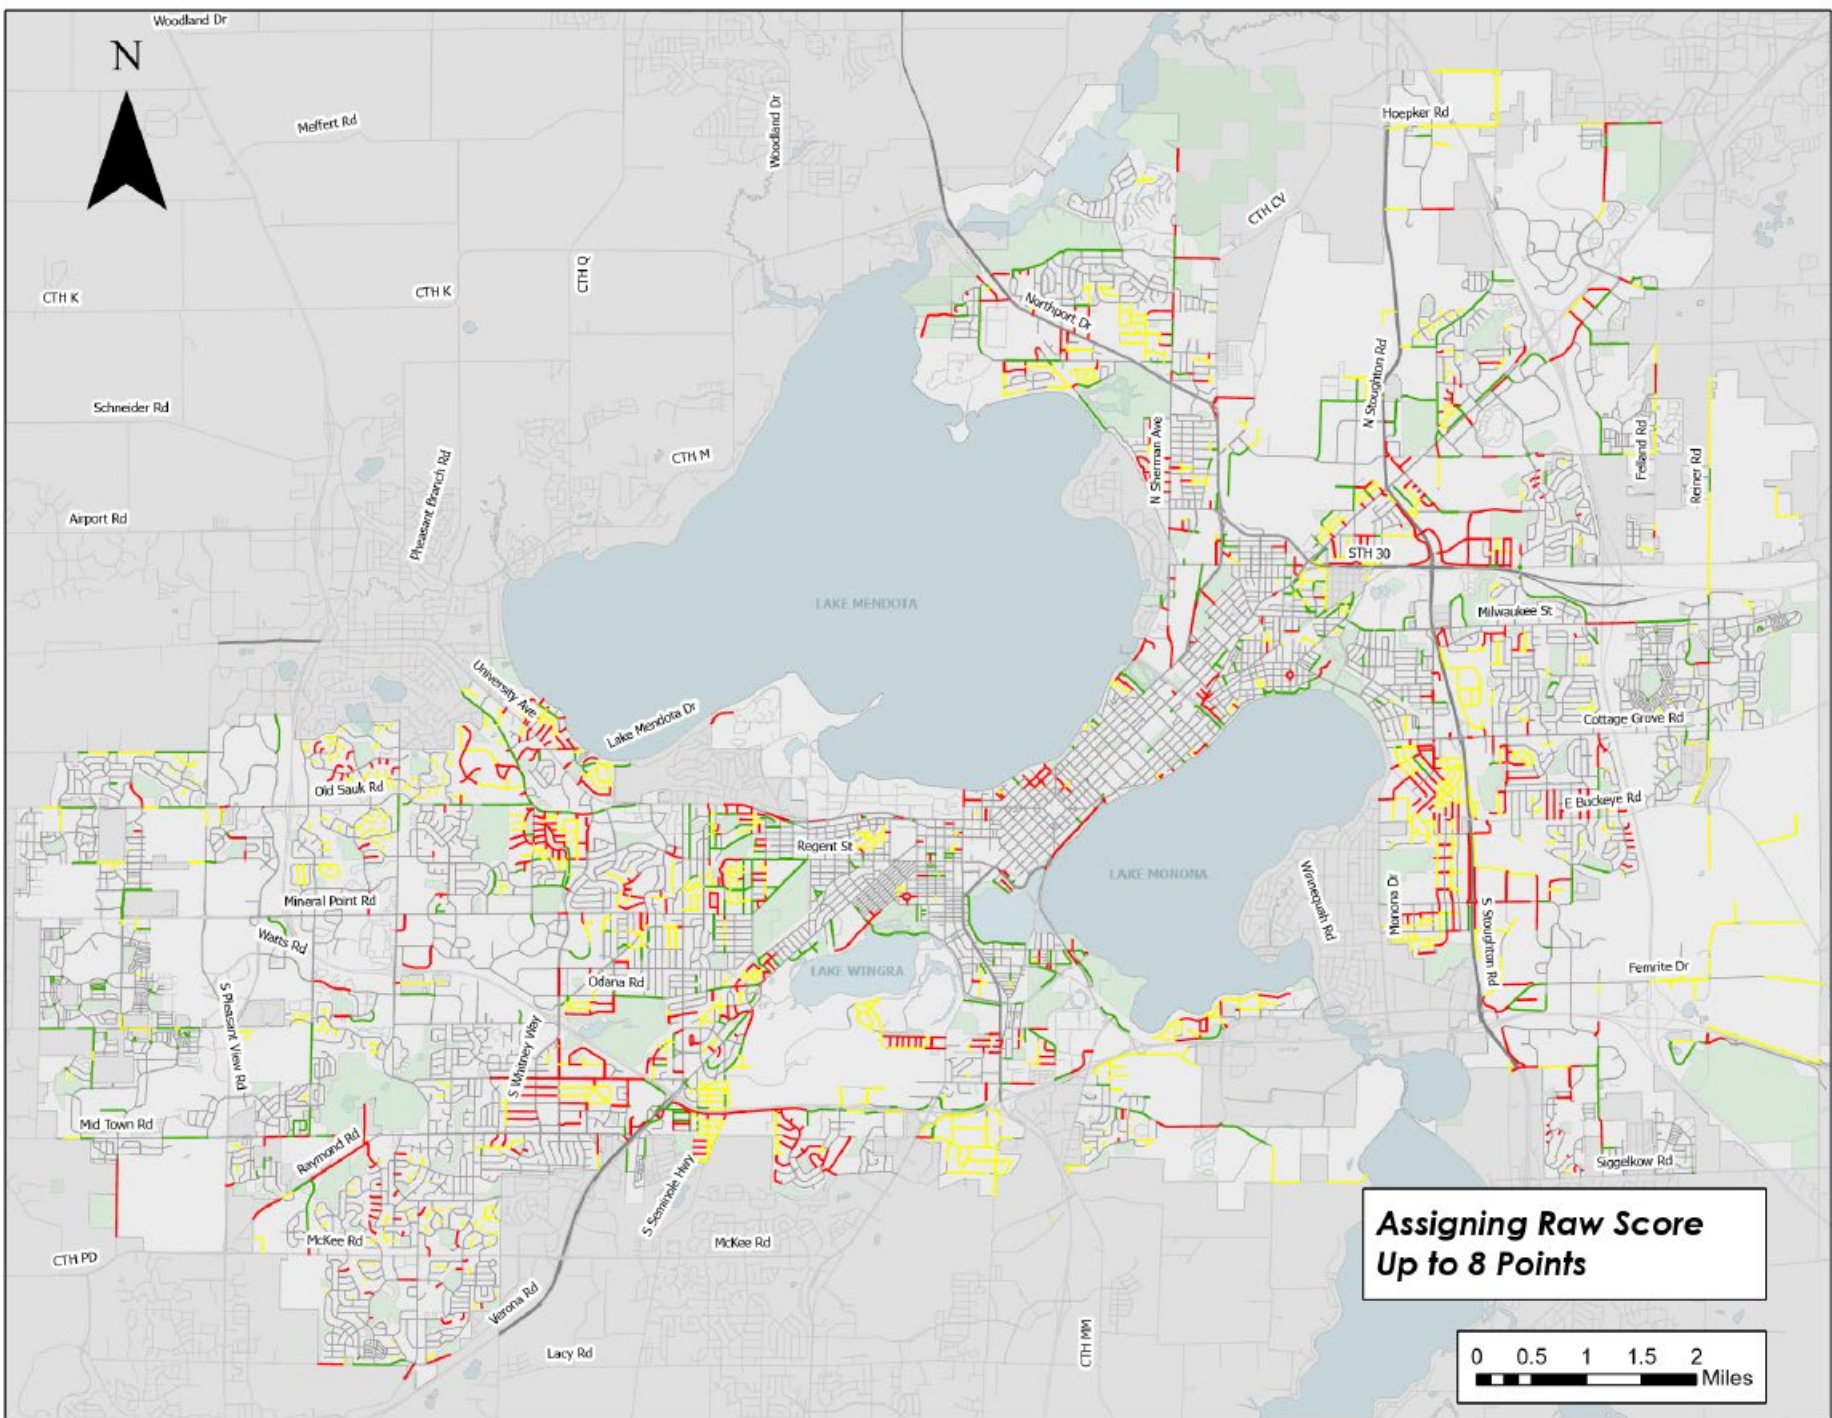 Woodland Dr
N
Meffert Rd
Woodland Dr
Hoepker Rd
CTH CV
CTH Q
CTH K
CTH K
Northport Dr
N Stoughton Rd
Schneider Rd
N Sherman Ave
Felland Rd
Reiner Rd
CTH M
Pheasant Branch Rd
Airport Rd
STH 30
LAKE MENDOTA
Milwaukee St
University Ave
Lake Mendota Dr
Cottage Grove Rd
Old Sauk Rd
E Buckeye Rd
Regent St
LAKE MONONA
Winnequah Rd
Monona Dr
Mineral Point Rd
Watts Rd
S Stoughton Rd
LAKE WINGRA
Femrite Dr
Odana Rd
S Pleasant View Rd
S Whitney Way
Mid Town Rd
Raymond Rd
Siggelkow Rd
S Seminole Hwy
McKee Rd
McKee Rd
CTH PD
Verona Rd
Lacy Rd
CTH MM
Assigning Raw Score
Up to 8 Points
0 0.5 1 1.5 2
Miles